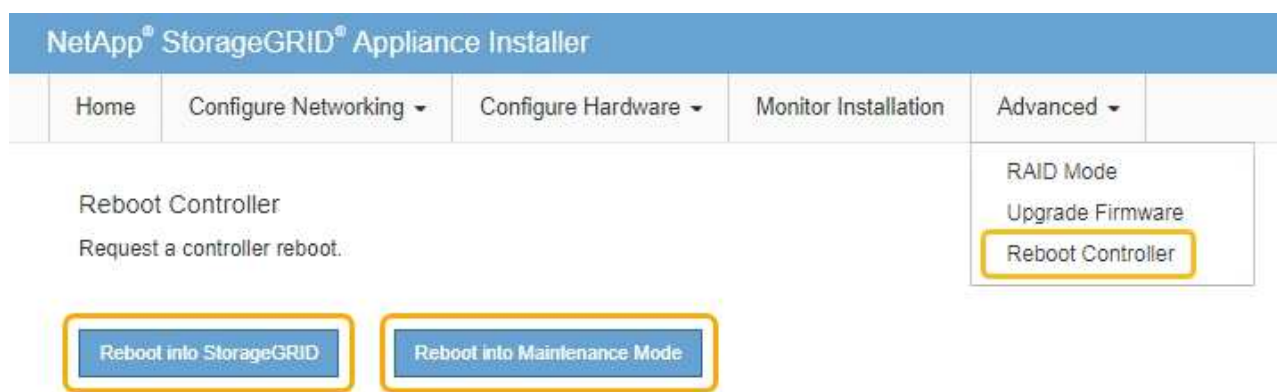 NetApp® StorageGRID® Appliance Installer
Home Configure Networking Configure Hardware Monitor Installation Advanced
RAID Mode
Upgrade Firmware
Reboot Controller
Reboot Controller
Request a controller reboot.
Reboot into StorageGRID Reboot into Maintenance Mode